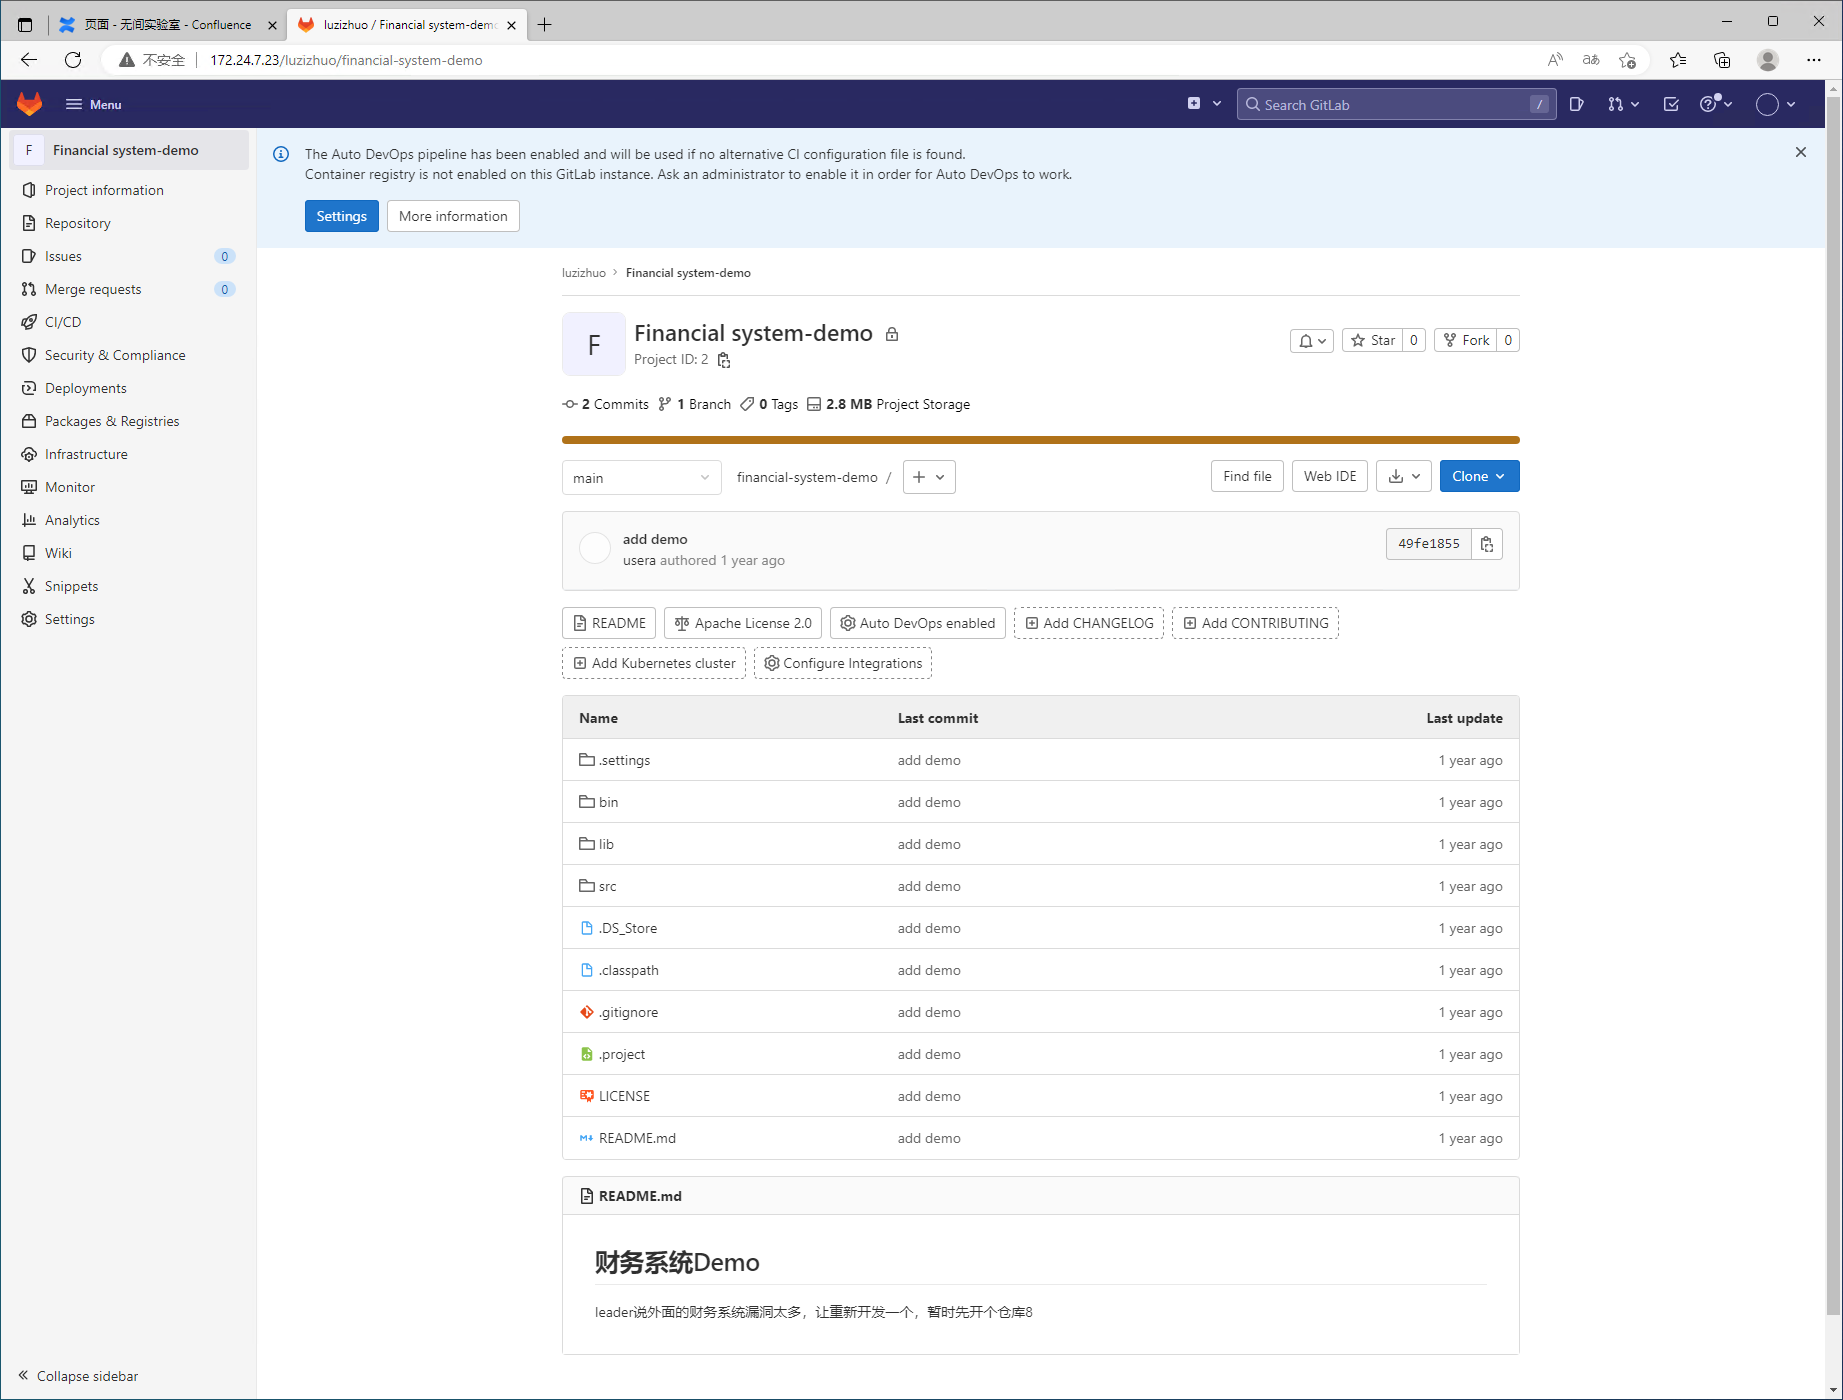 页面 - 无间实验室 - Confluence
luzizhuo / Financial system-demo
不安全
172.24.7.23/luzizhuo/financial-system-demo
Menu
Search GitLab
/
F
Financial system-demo
Project information
Repository
Issues 0
Merge requests 0
CI/CD
Security & Compliance
Deployments
Packages & Registries
Infrastructure
Monitor
Analytics
Wiki
Snippets
Settings
Collapse sidebar
The Auto DevOps pipeline has been enabled and will be used if no alternative CI configuration file is found.
Container registry is not enabled on this GitLab instance. Ask an administrator to enable it in order for Auto DevOps to work.
Settings More information
luzizhuo > Financial system-demo
F
Financial system-demo
Project ID: 2
Star 0 Fork 0
2 Commits 1 Branch 0 Tags 2.8 MB Project Storage
main financial-system-demo / Find file Web IDE Clone
add demo
usera authored 1 year ago
49fe1855
README Apache License 2.0 Auto DevOps enabled Add CHANGELOG Add CONTRIBUTING
Add Kubernetes cluster Configure Integrations
Name Last commit Last update
.settings add demo 1 year ago
bin add demo 1 year ago
lib add demo 1 year ago
src add demo 1 year ago
.DS_Store add demo 1 year ago
.classpath add demo 1 year ago
.gitignore add demo 1 year ago
.project add demo 1 year ago
LICENSE add demo 1 year ago
README.md add demo 1 year ago
README.md
财务系统Demo
leader说外面的财务系统漏洞太多，让重新开发一个，暂时先开个仓库8